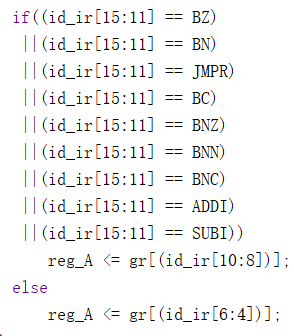 if((id_ir[15:11] == BZ)
||(id_ir[15:11] == BN)
||(id_ir[15:11] == JMPR)
||(id_ir[15:11] == BC)
||(id_ir[15:11] == BNZ)
||(id_ir[15:11] == BNN)
||(id_ir[15:11] == BNC)
||(id_ir[15:11] == ADDI)
||(id_ir[15:11] == SUBI))
reg_A <= gr[(id_ir[10:8])];
else
reg_A <= gr[(id_ir[6:4])];